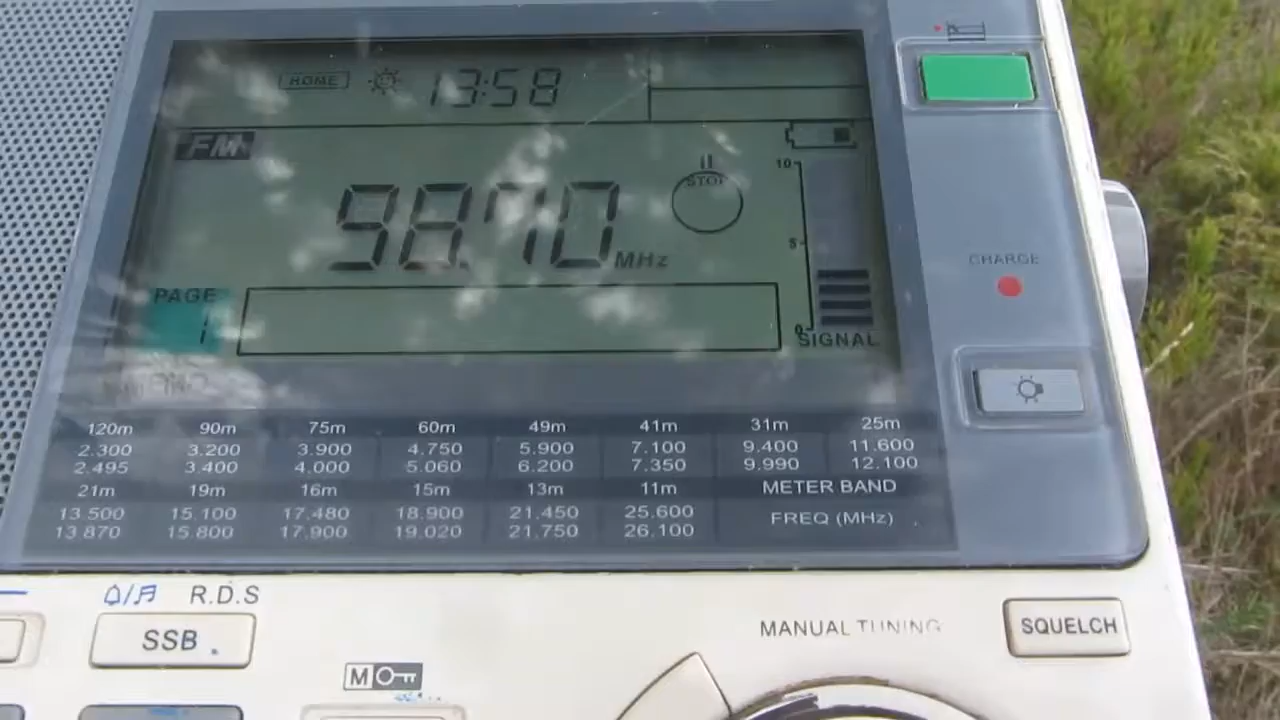 HOME 13:58
FM
10
98.70 MHz
STOP
5
PAGE
1
0
SIGNAL
CHARGE
120m 90m 75m 60m 49m 41m 31m 25m
2.300 3.200 3.900 4.750 5.900 7.100 9.400 11.600
2.495 3.400 4.000 5.060 6.200 7.350 9.990 12.100
21m 19m 16m 15m 13m 11m METER BAND
13.500 15.100 17.480 18.900 21.450 25.600 FREQ (MHz)
13.870 15.800 17.900 19.020 21.750 26.100
R.D.S
SSB
MANUAL TUNING
SQUELCH
M